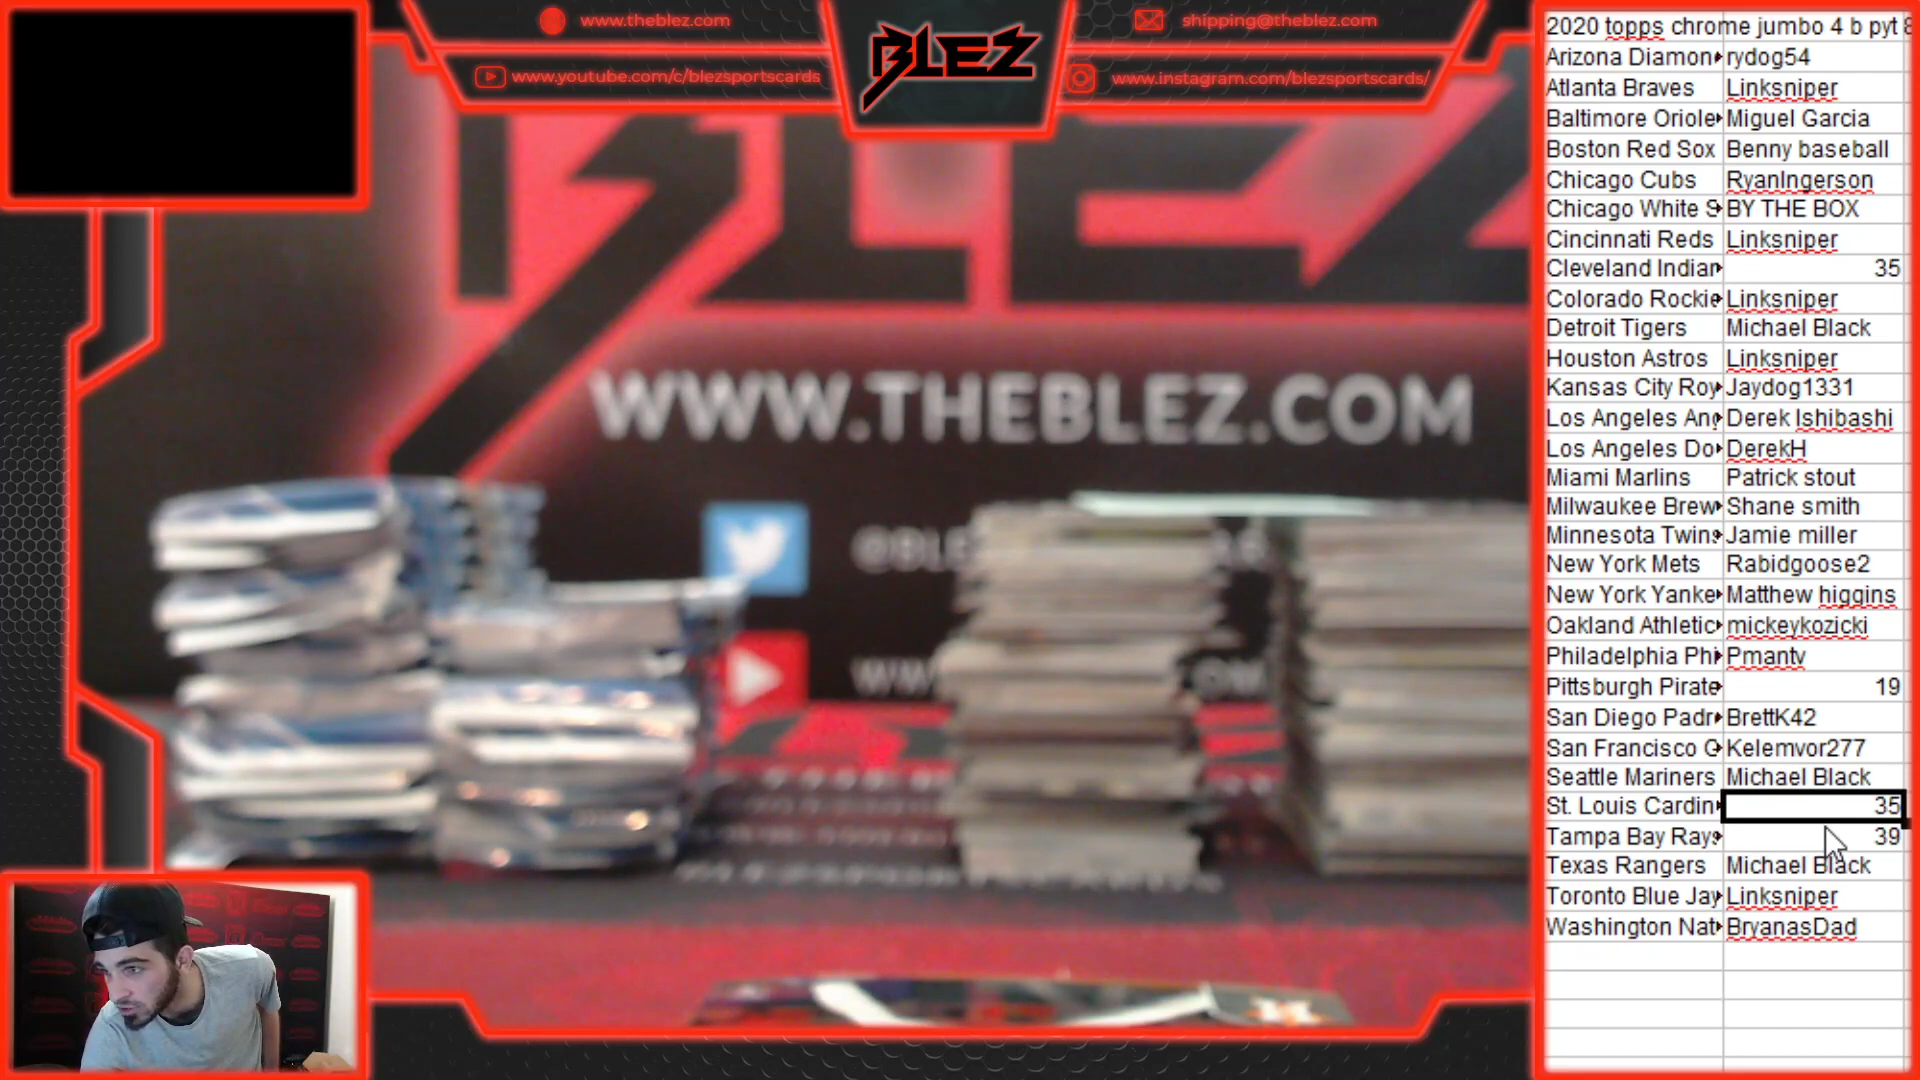 www.theblez.com
www.youtube.com/c/blezsportscards
BLEZ
shipping@theblez.com
www.instagram.com/blezsportscards/
BLEZ
WWW.THEBLEZ.COM
2020 topps chrome jumbo 4 b pyt
Arizona Diamon rydog54
Atlanta Braves Linksniper
Baltimore Oriole Miguel Garcia
Boston Red Sox Benny baseball
Chicago Cubs RyanIngerson
Chicago White S BY THE BOX
Cincinnati Reds Linksniper
Cleveland Indian 35
Colorado Rockie Linksniper
Detroit Tigers Michael Black
Houston Astros Linksniper
Kansas City Roy Jaydog1331
Los Angeles Ang Derek Ishibashi
Los Angeles Do DerekH
Miami Marlins Patrick stout
Milwaukee Brew Shane smith
Minnesota Twins Jamie miller
New York Mets Rabidgoose2
New York Yanke Matthew higgins
Oakland Athletic mickeykozicki
Philadelphia Phi Pmantv
Pittsburgh Pirate 19
San Diego Padr BrettK42
San Francisco G Kelemvor277
Seattle Mariners Michael Black
St. Louis Cardin 35
Tampa Bay Rays 39
Texas Rangers Michael Black
Toronto Blue Jay Linksniper
Washington Nat BryanasDad